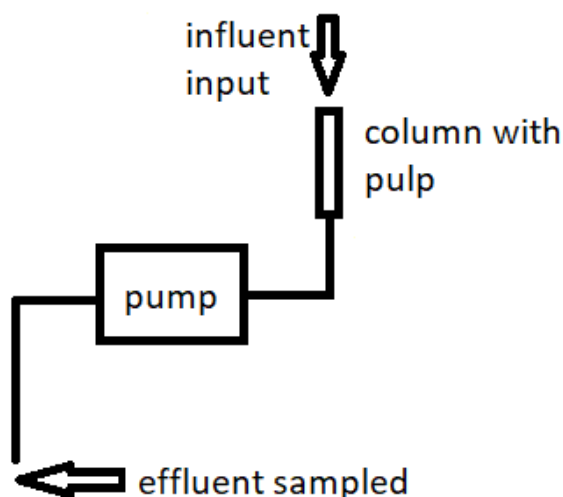 influent
input
column with
pulp
pump
effluent sampled